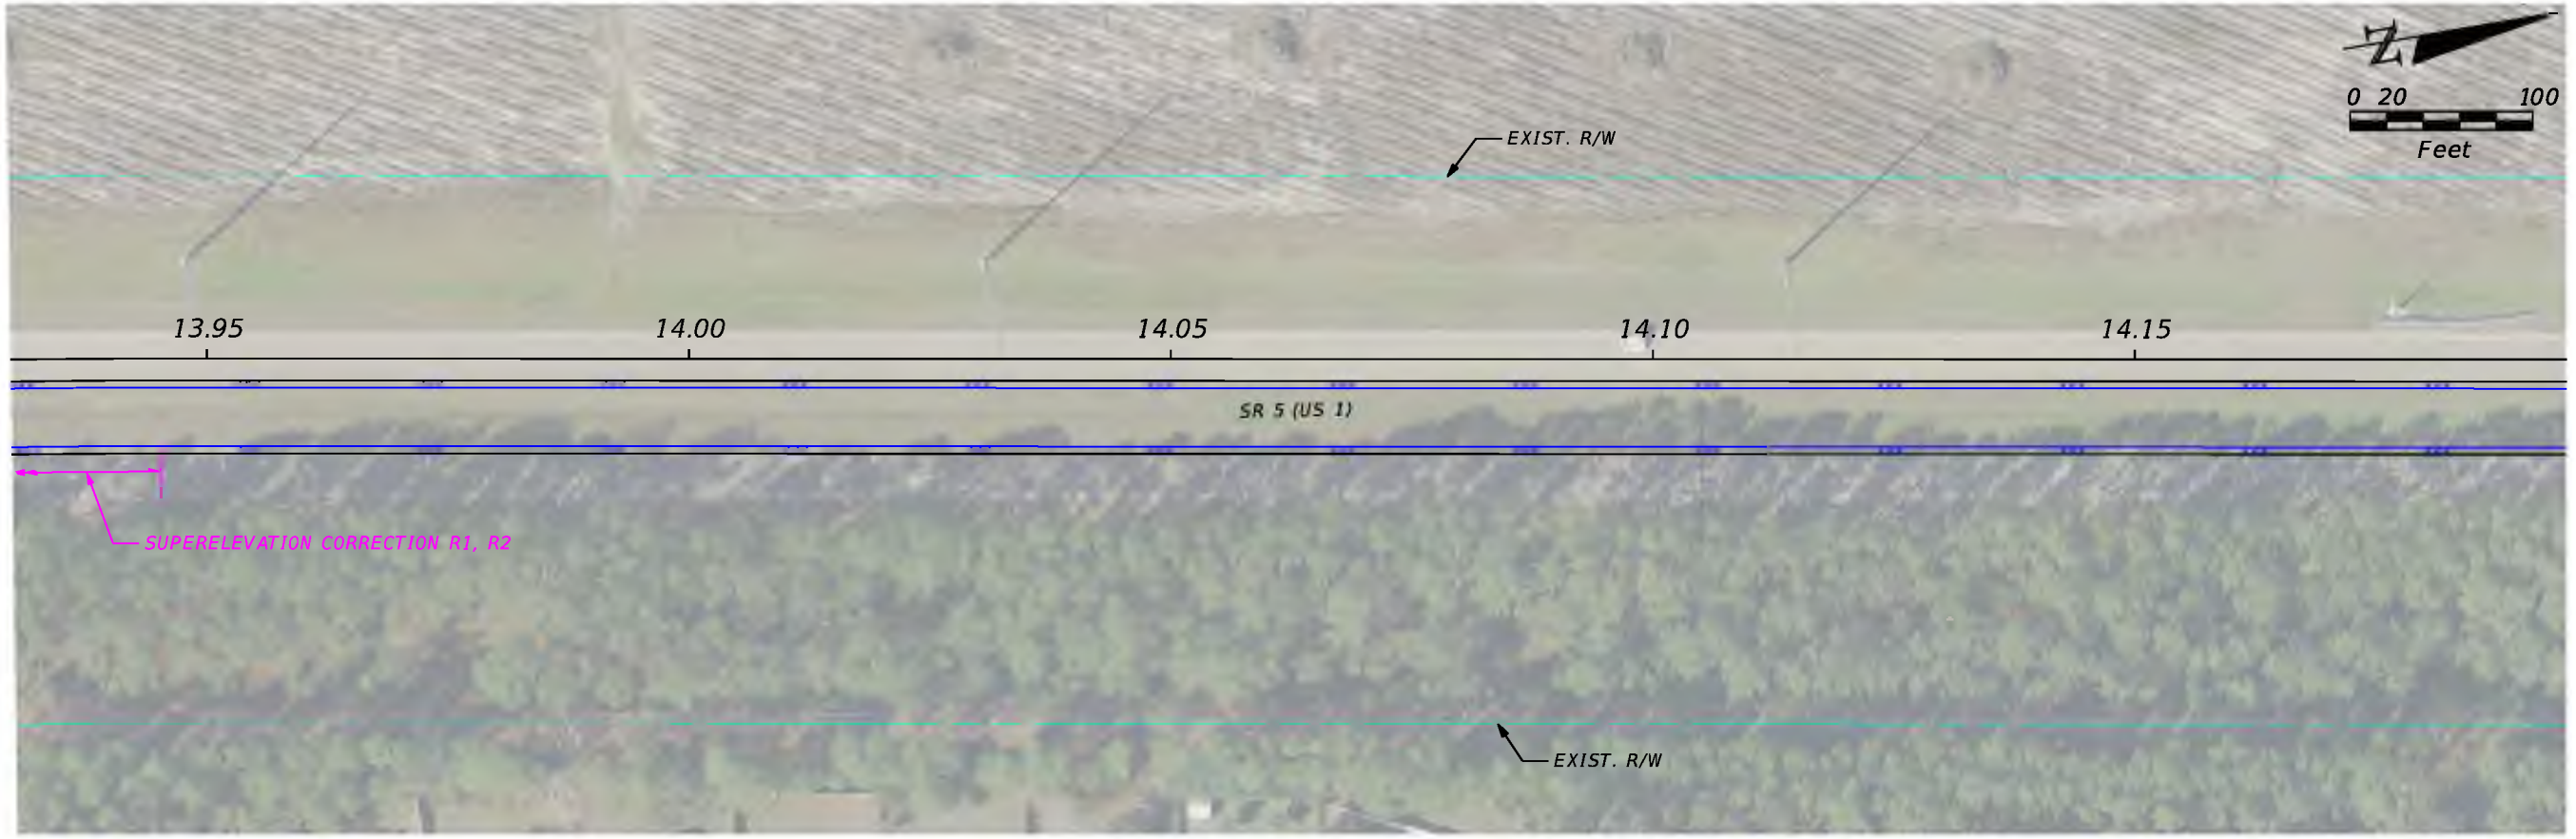 Z
0 20 100
Feet
EXIST. R/W
13.95 14.00 14.05 14.10 14.15
SR 5 (US 1)
SUPERELEVATION CORRECTION R1, R2
EXIST. R/W